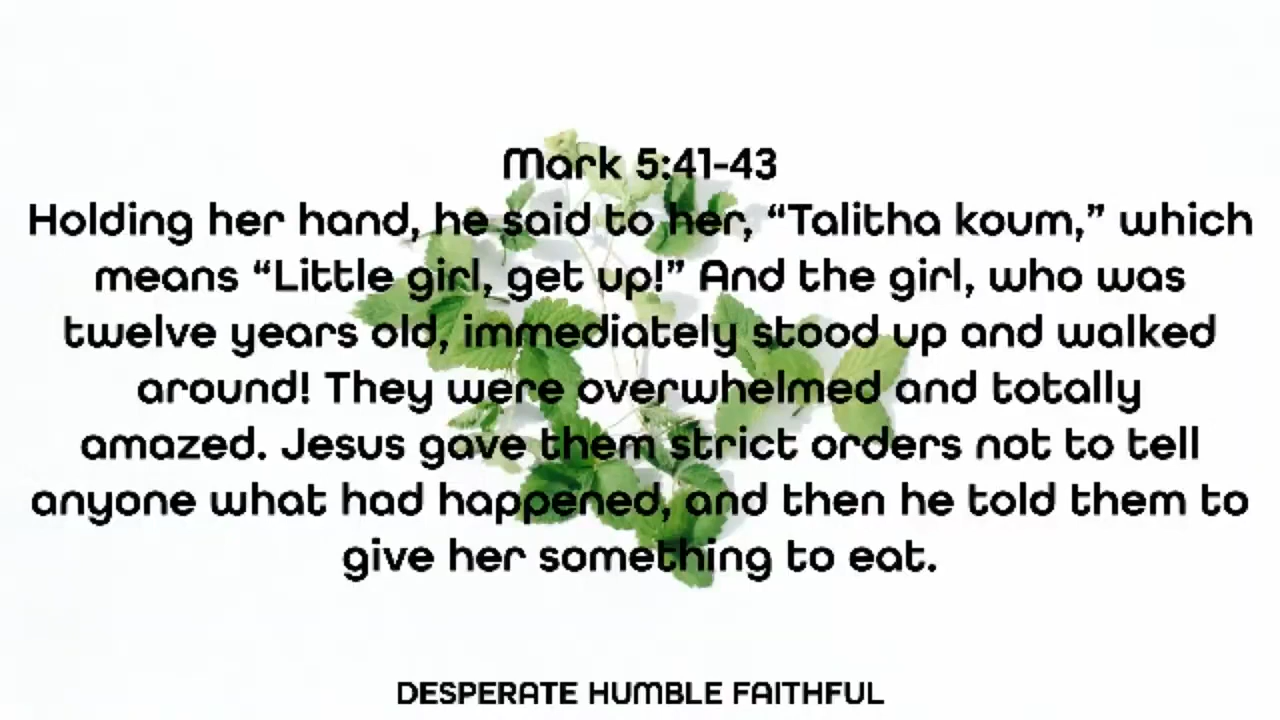 Mark 5:41-43
Holding her hand, he said to her, “Talitha koum,” which
means “Little girl, get up!” And the girl, who was
twelve years old, immediately stood up and walked
around! They were overwhelmed and totally
amazed. Jesus gave them strict orders not to tell
anyone what had happened, and then he told them to
give her something to eat.
DESPERATE HUMBLE FAITHFUL